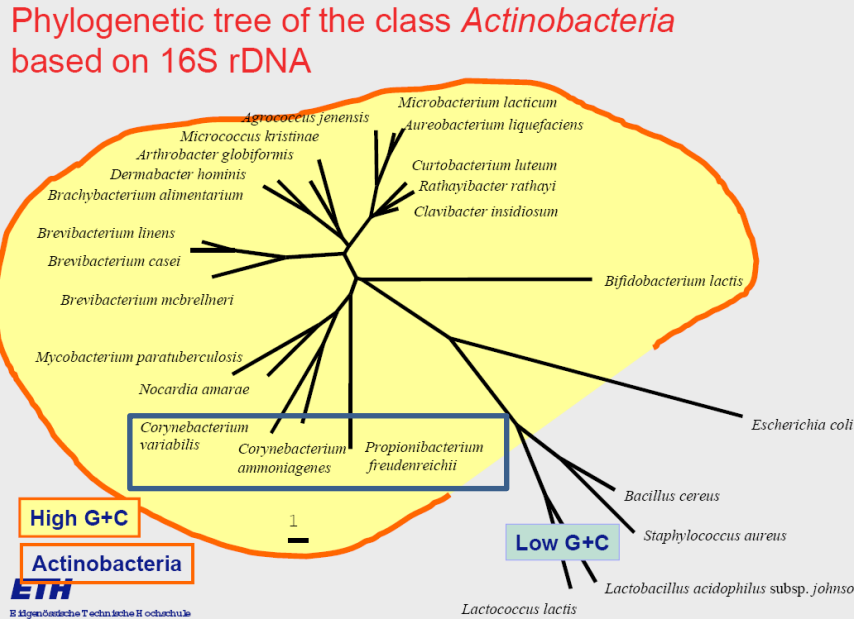 Phylogenetic tree of the class Actinobacteria
based on 16S rDNA
Microbacterium lacticum
Agrococcus jenensis
Aureobacterium liquefaciens
Micrococcus kristinae
Arthrobacter globiformis
Curtobacterium luteum
Dermabacter hominis
Rathayibacter rathayi
Brachybacterium alimentarium
Clavibacter insidiosum
Brevibacterium linens
Brevibacterium casei
Bifidobacterium lactis
Brevibacterium mcbrellneri
Mycobacterium paratuberculosis
Nocardia amarae
Corynebacterium
variabilis
Corynebacterium
ammoniagenes
Propionibacterium
freudenreichii
Escherichia coli
Bacillus cereus
High G+C
1
Staphylococcus aureus
Low G+C
Actinobacteria
Lactobacillus acidophilus subsp. johnso
Lactococcus lactis
ETH
Eidgenössische Technische Hochschule